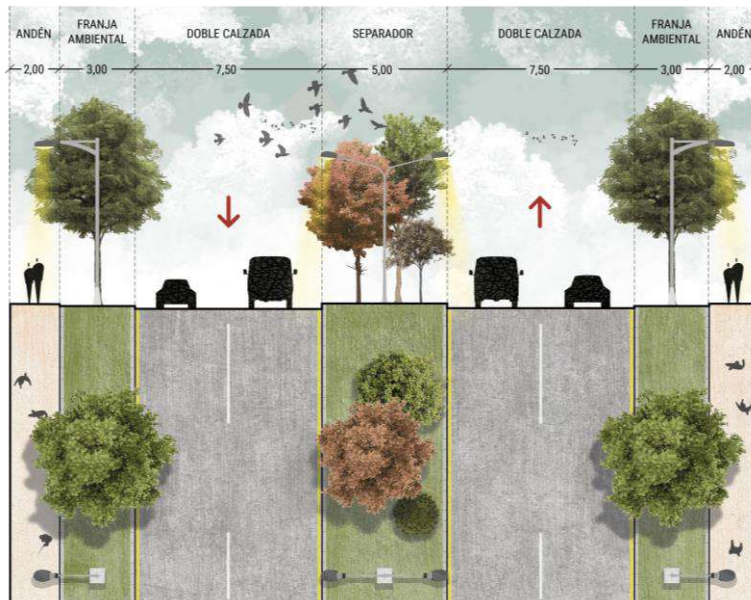 ANDÉN
FRANJA
AMBIENTAL
DOBLE CALZADA
SEPARADOR
DOBLE CALZADA
FRANJA
AMBIENTAL
ANDÉN
2,00
3,00
7,50
5,00
7,50
3,00
2,00